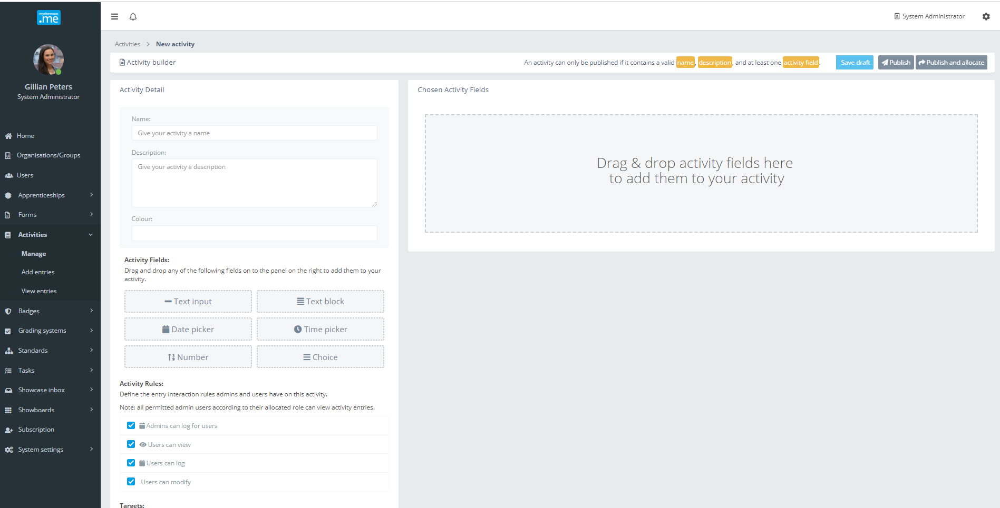 myshowcase
.me
System Administrator
Gillian Peters
System Administrator
Home
Organisations/Groups
Users
Apprenticeships
Forms
Activities
Manage
Add entries
View entries
Badges
Grading systems
Standards
Tasks
Showcase inbox
Showboards
Subscription
System settings
Activities > New activity
Activity builder
An activity can only be published if it contains a valid name, description, and at least one activity field.
Save draft
Publish
Publish and allocate
Activity Detail
Name:
Give your activity a name
Description:
Give your activity a description
Colour:
Activity Fields:
Drag and drop any of the following fields on to the panel on the right to add them to your
activity.
Text input
Text block
Date picker
Time picker
Number
Choice
Activity Rules:
Define the entry interaction rules admins and users have on this activity.
Note: all permitted admin users according to their allocated role can view activity entries.
Admins can log for users
Users can view
Users can log
Users can modify
Targets:
Chosen Activity Fields
Drag & drop activity fields here
to add them to your activity